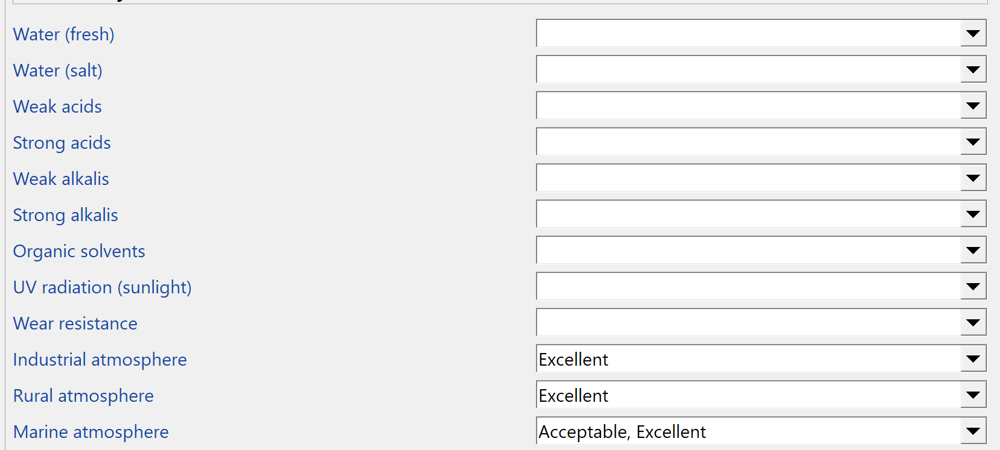 Water (fresh)
Water (salt)
Weak acids
Strong acids
Weak alkalis
Strong alkalis
Organic solvents
UV radiation (sunlight)
Wear resistance
Industrial atmosphere Excellent
Rural atmosphere Excellent
Marine atmosphere Acceptable, Excellent